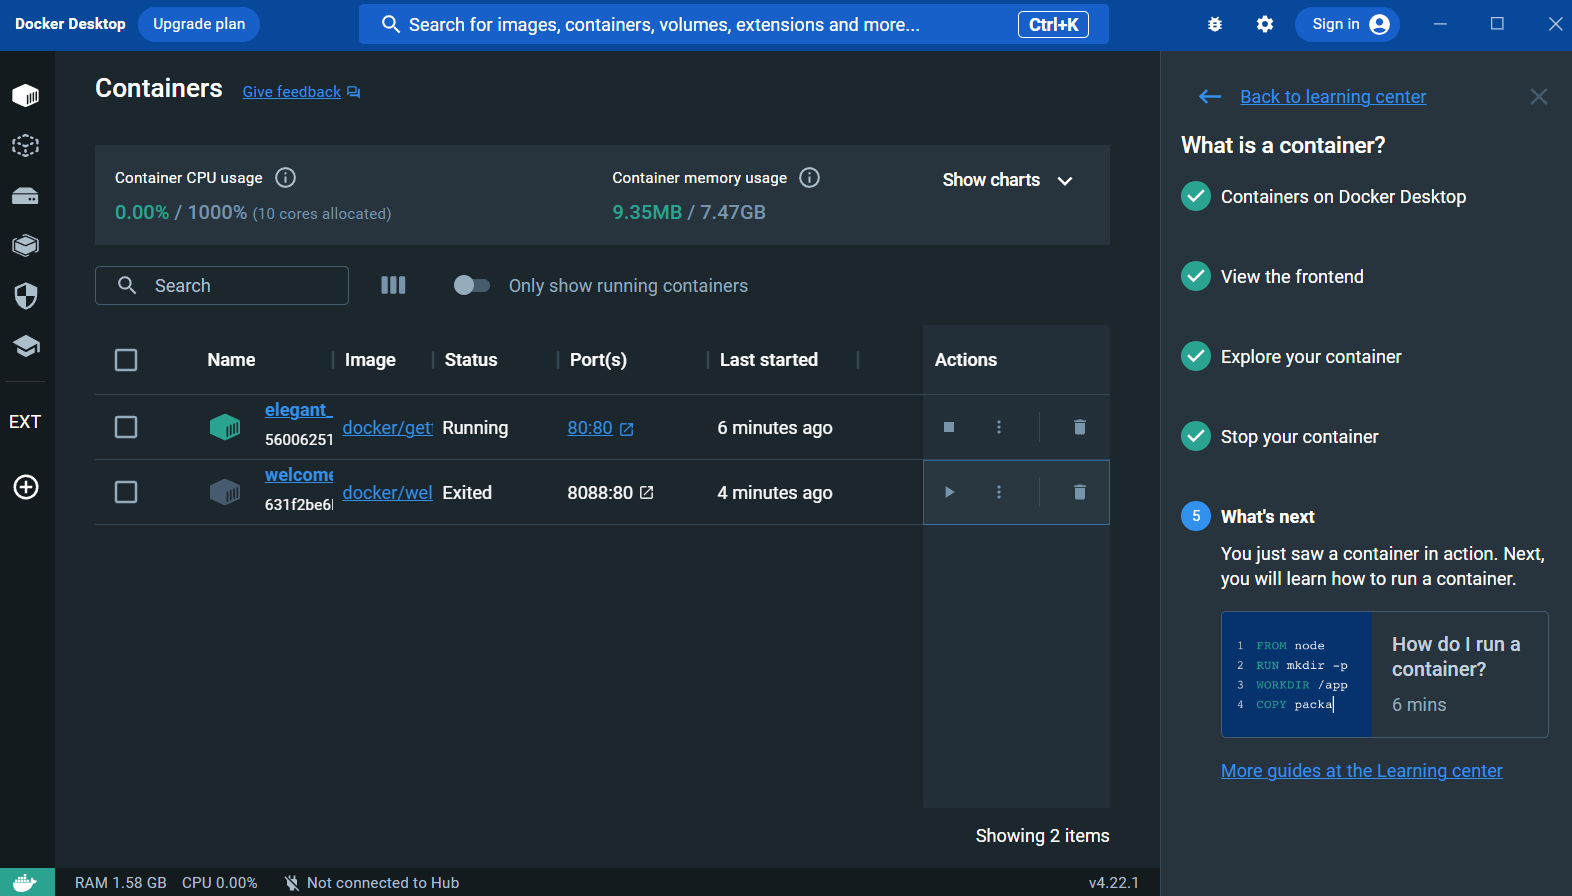 Docker Desktop
Upgrade plan
Search for images, containers, volumes, extensions and more...
Ctrl+K
Sign in
Containers
Give feedback
Container CPU usage
0.00% / 1000% (10 cores allocated)
Container memory usage
9.35MB / 7.47GB
Show charts
Search
Only show running containers
Name
Image
Status
Port(s)
Last started
Actions
elegant_
56006251
docker/gett
Running
80:80
6 minutes ago
welcome
631f2be6
docker/wel
Exited
8088:80
4 minutes ago
Showing 2 items
EXT
Back to learning center
What is a container?
Containers on Docker Desktop
View the frontend
Explore your container
Stop your container
5
What's next
You just saw a container in action. Next,
you will learn how to run a container.
1 FROM node
2 RUN mkdir -p
3 WORKDIR /app
4 COPY packa
How do I run a
container?
6 mins
More guides at the Learning center
RAM 1.58 GB
CPU 0.00%
Not connected to Hub
v4.22.1